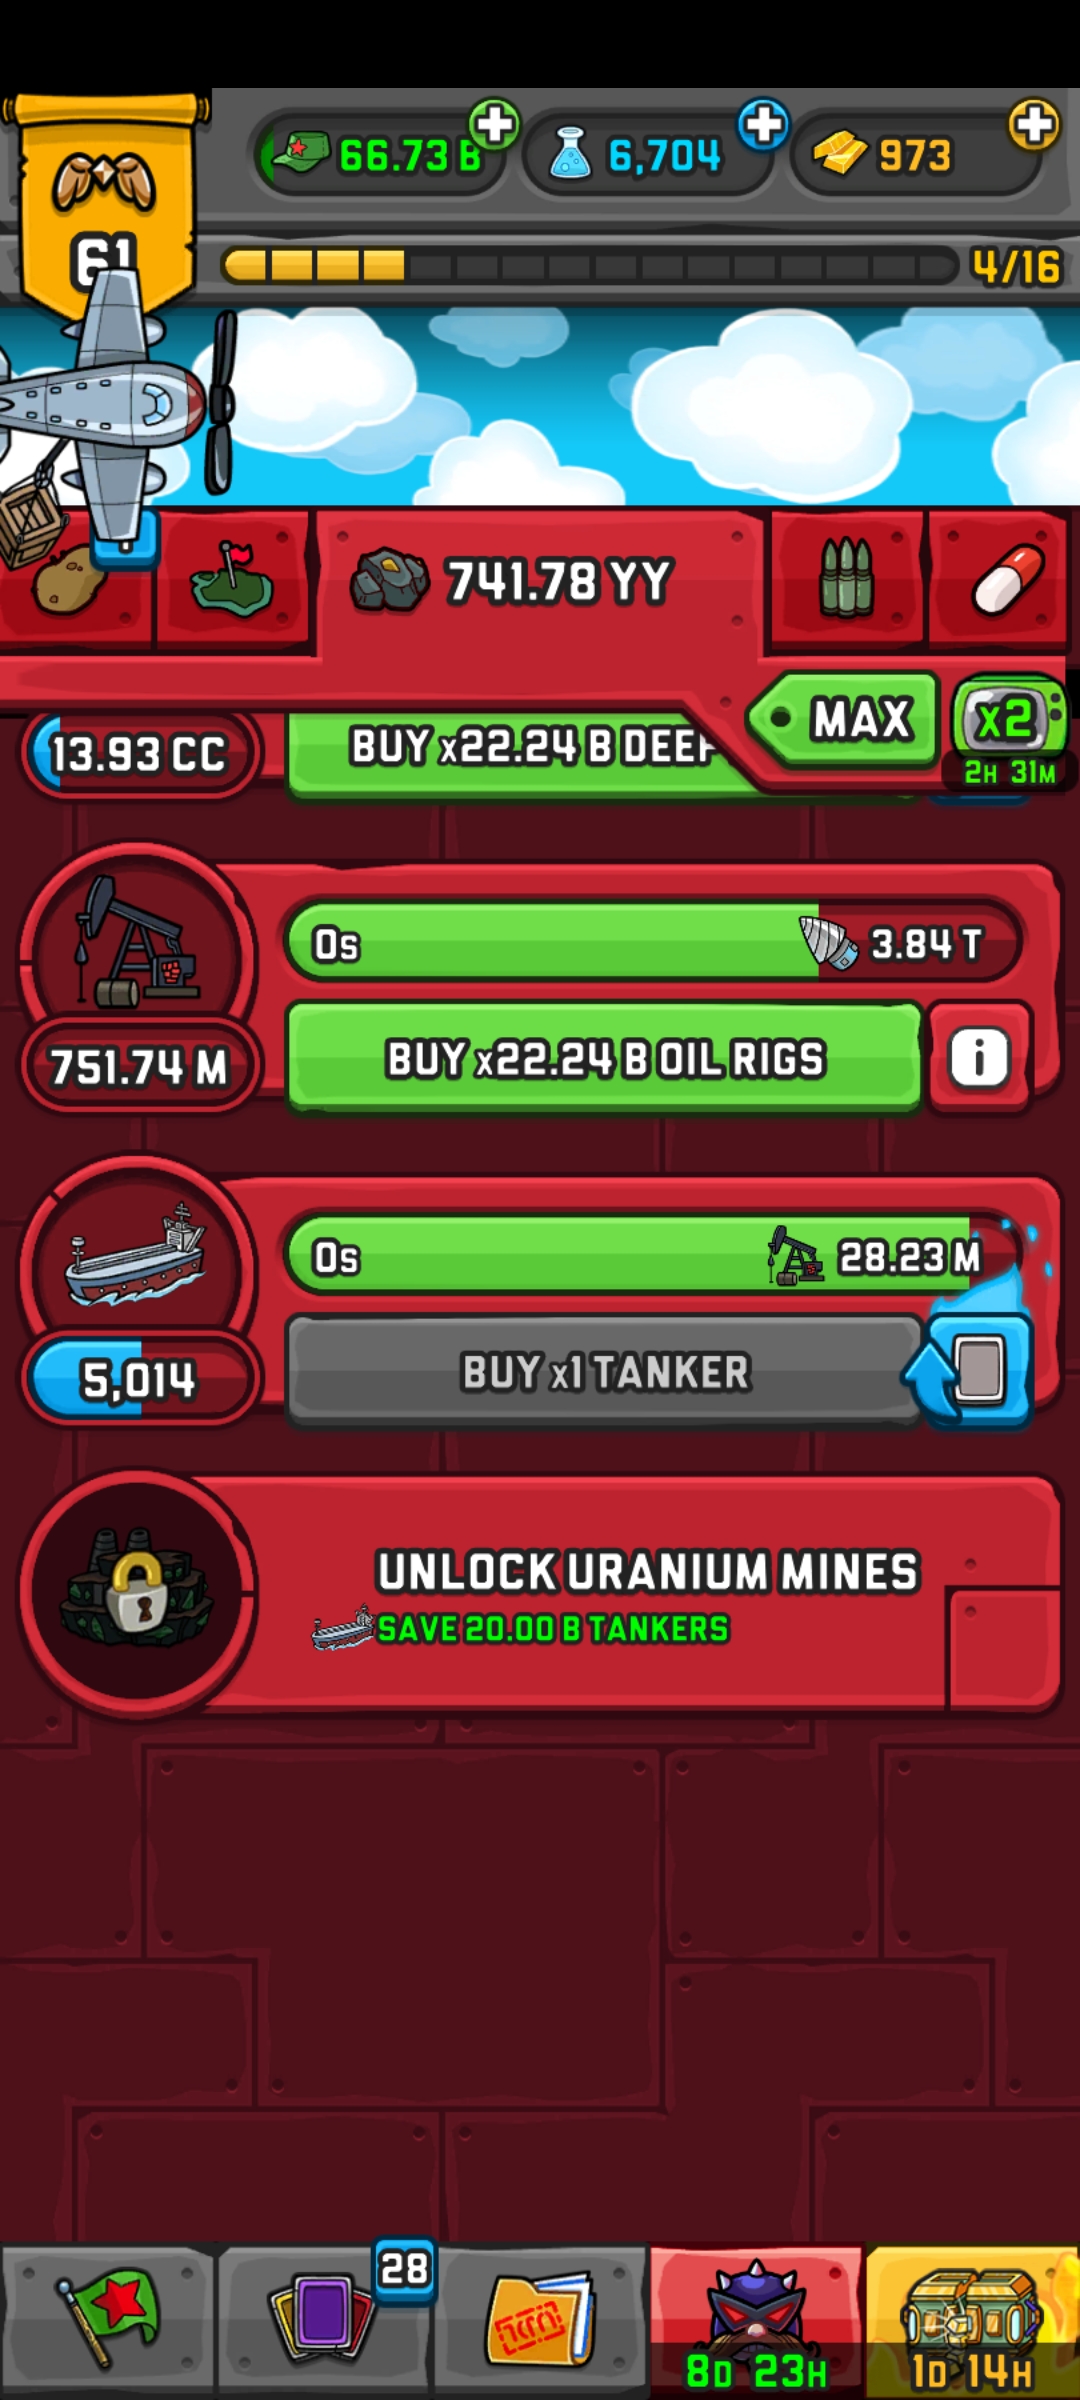 66.73 B
6,704
973
61
4/16
741.78 YY
MAX
x2
2H 31M
13.93 CC
BUY x22.24 B DEEP
0s
3.84 T
751.74 M
BUY x22.24 B OIL RIGS
i
0s
28.23 M
5,014
BUY x1 TANKER
UNLOCK URANIUM MINES
SAVE 20.00 B TANKERS
28
8D 23H
1D 14H